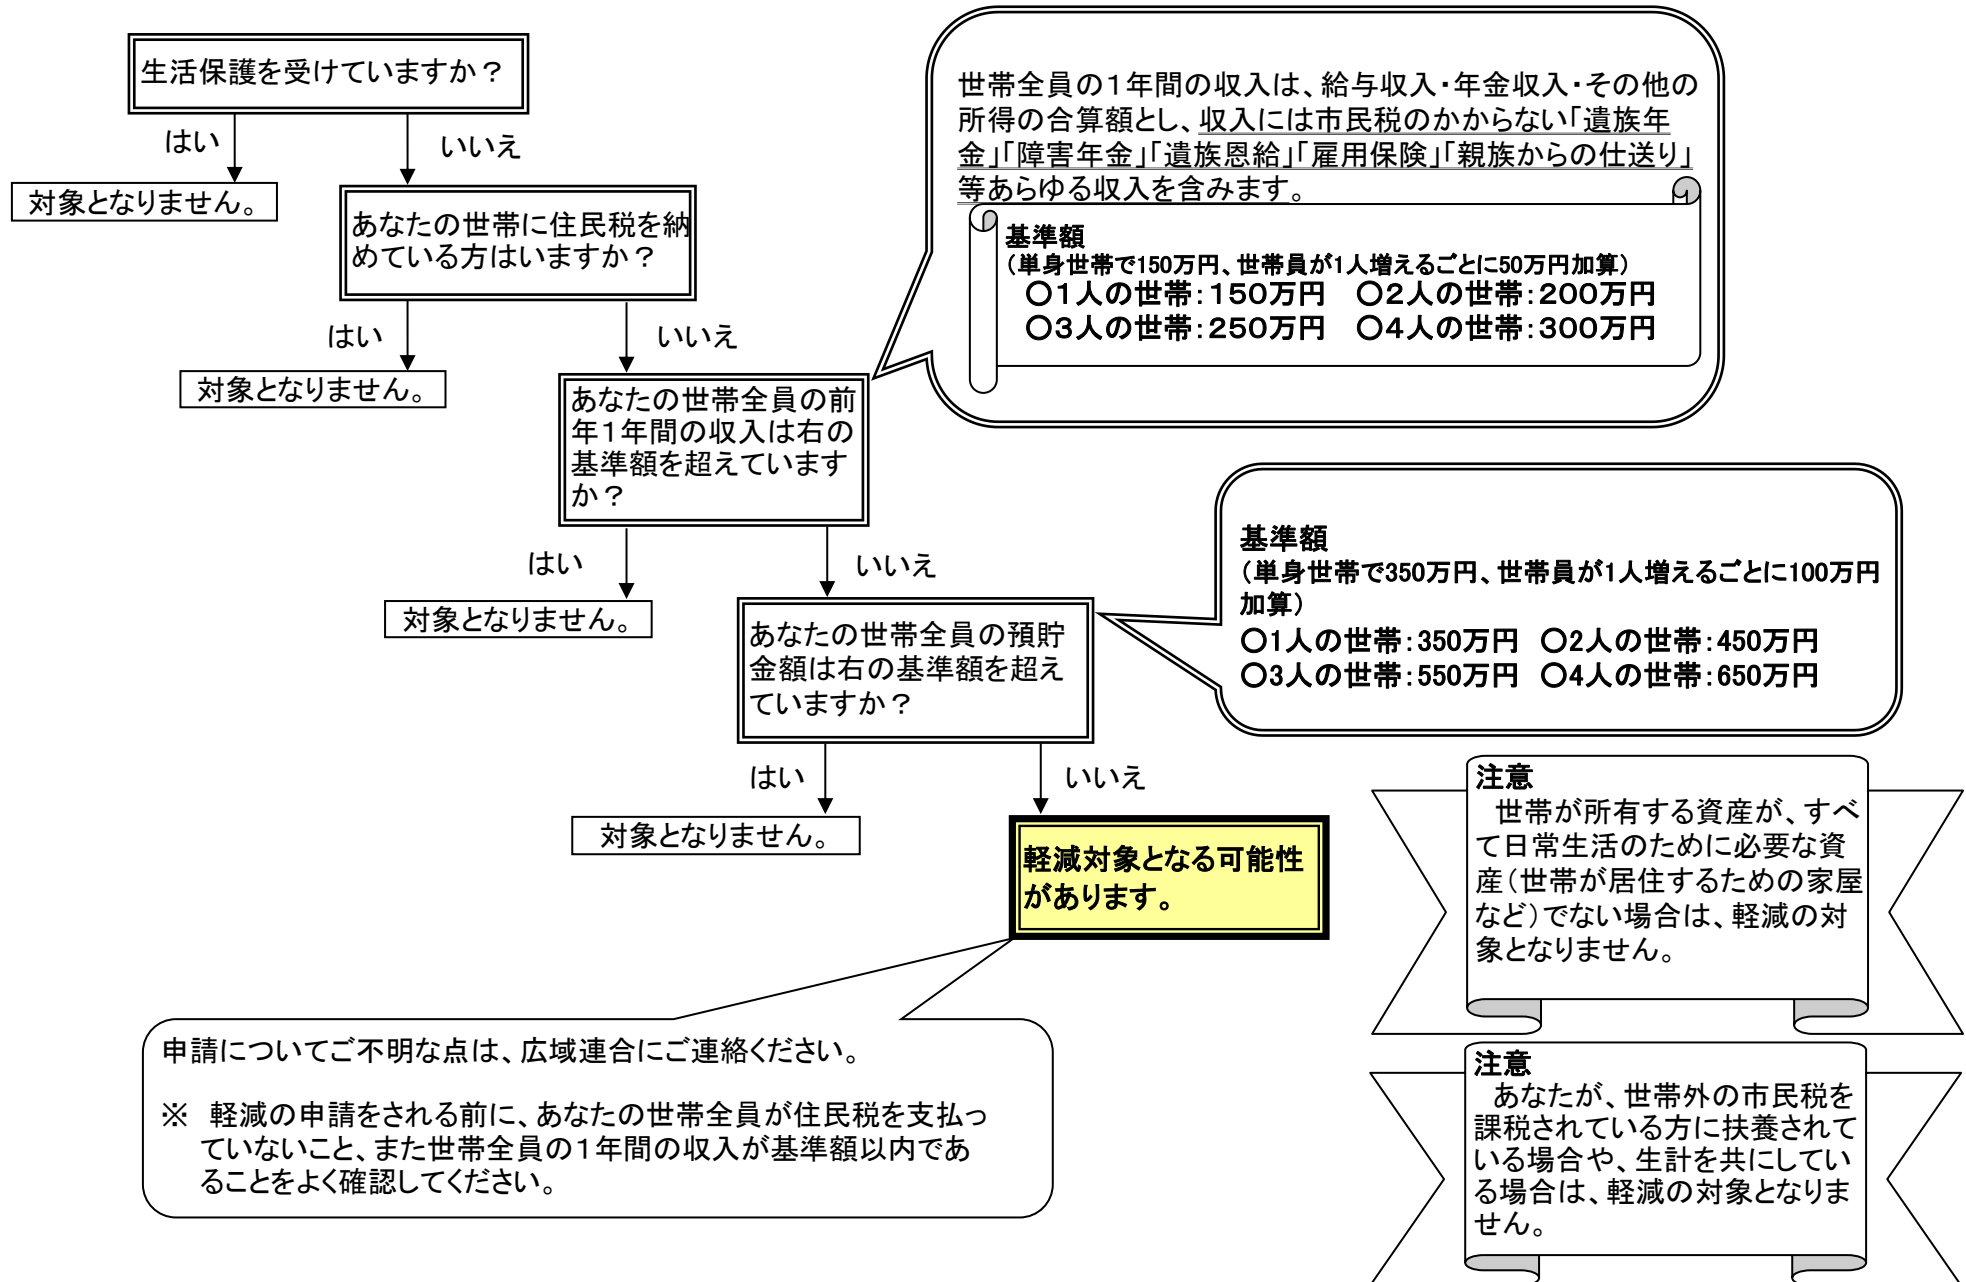 生活保護を受けていますか？
はい
いいえ
対象となりません。
あなたの世帯に住民税を納
めている方はいますか？
はい
いいえ
対象となりません。
世帯全員の１年間の収入は、給与収入・年金収入・その他の
所得の合算額とし、収入には市民税のかからない「遺族年
金」「障害年金」「遺族恩給」「雇用保険」「親族からの仕送り」
等あらゆる収入を含みます。
基準額
（単身世帯で150万円、世帯員が1人増えるごとに50万円加算）
○１人の世帯：１５０万円　○２人の世帯：２００万円
○３人の世帯：２５０万円　○４人の世帯：３００万円
あなたの世帯全員の前
年１年間の収入は右の
基準額を超えています
か？
はい
いいえ
対象となりません。
基準額
（単身世帯で350万円、世帯員が1人増えるごとに100万円
加算）
○1人の世帯：350万円　○2人の世帯：450万円
○3人の世帯：550万円　○4人の世帯：650万円
あなたの世帯全員の預貯
金額は右の基準額を超え
ていますか？
はい
いいえ
対象となりません。
軽減対象となる可能性
があります。
注意
世帯が所有する資産が、すべ
て日常生活のために必要な資
産（世帯が居住するための家屋
など）でない場合は、軽減の対
象となりません。
申請についてご不明な点は、広域連合にご連絡ください。
※　軽減の申請をされる前に、あなたの世帯全員が住民税を支払っ
ていないこと、また世帯全員の１年間の収入が基準額以内であ
ることをよく確認してください。
注意
あなたが、世帯外の市民税を
課税されている方に扶養されて
いる場合や、生計を共にしてい
る場合は、軽減の対象となりま
せん。